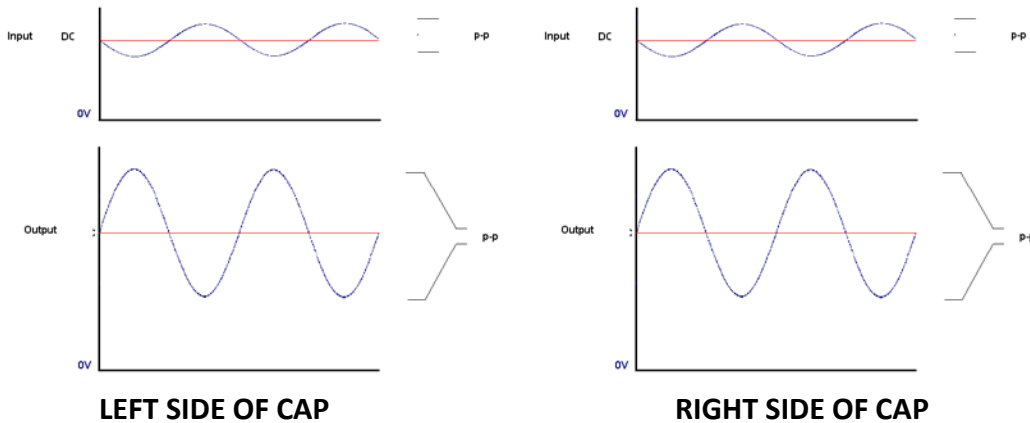 Input DC p-p
0V
Output p-p
0V
LEFT SIDE OF CAP
Input DC p-p
0V
Output p-p
0V
RIGHT SIDE OF CAP